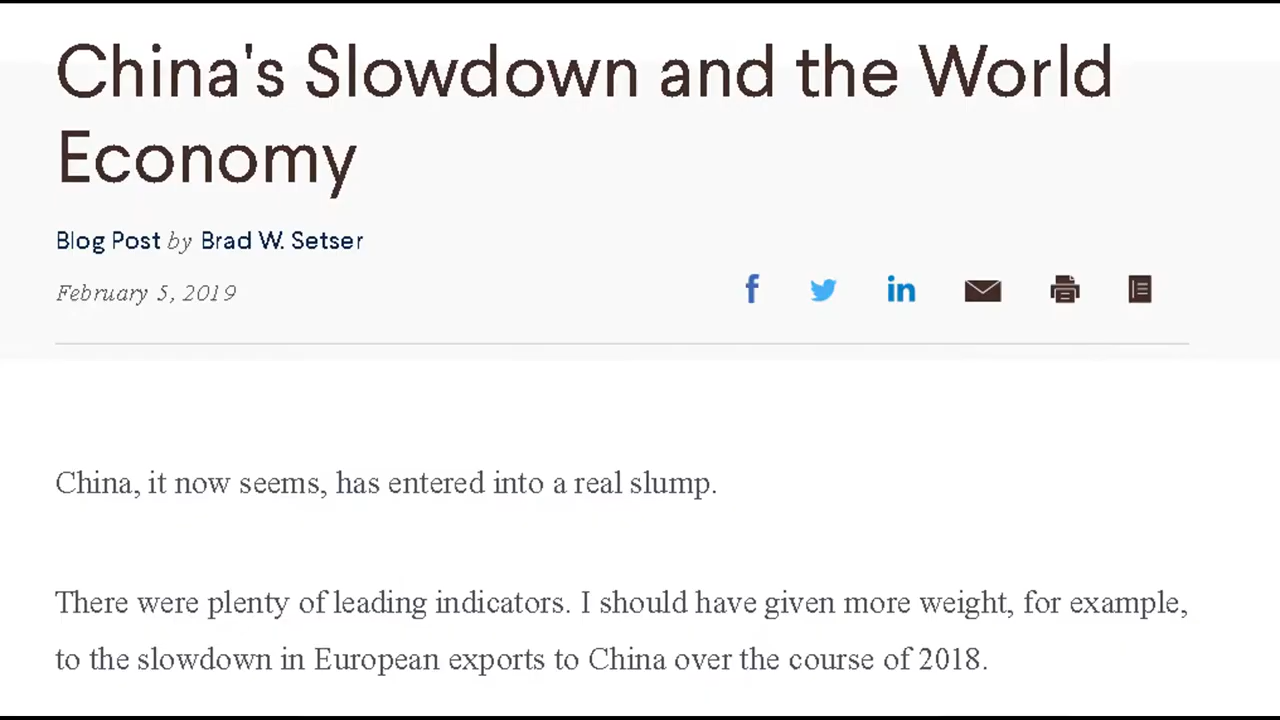 China's Slowdown and the World
Economy
Blog Post by Brad W. Setser
February 5, 2019
China, it now seems, has entered into a real slump.
There were plenty of leading indicators. I should have given more weight, for example,
to the slowdown in European exports to China over the course of 2018.